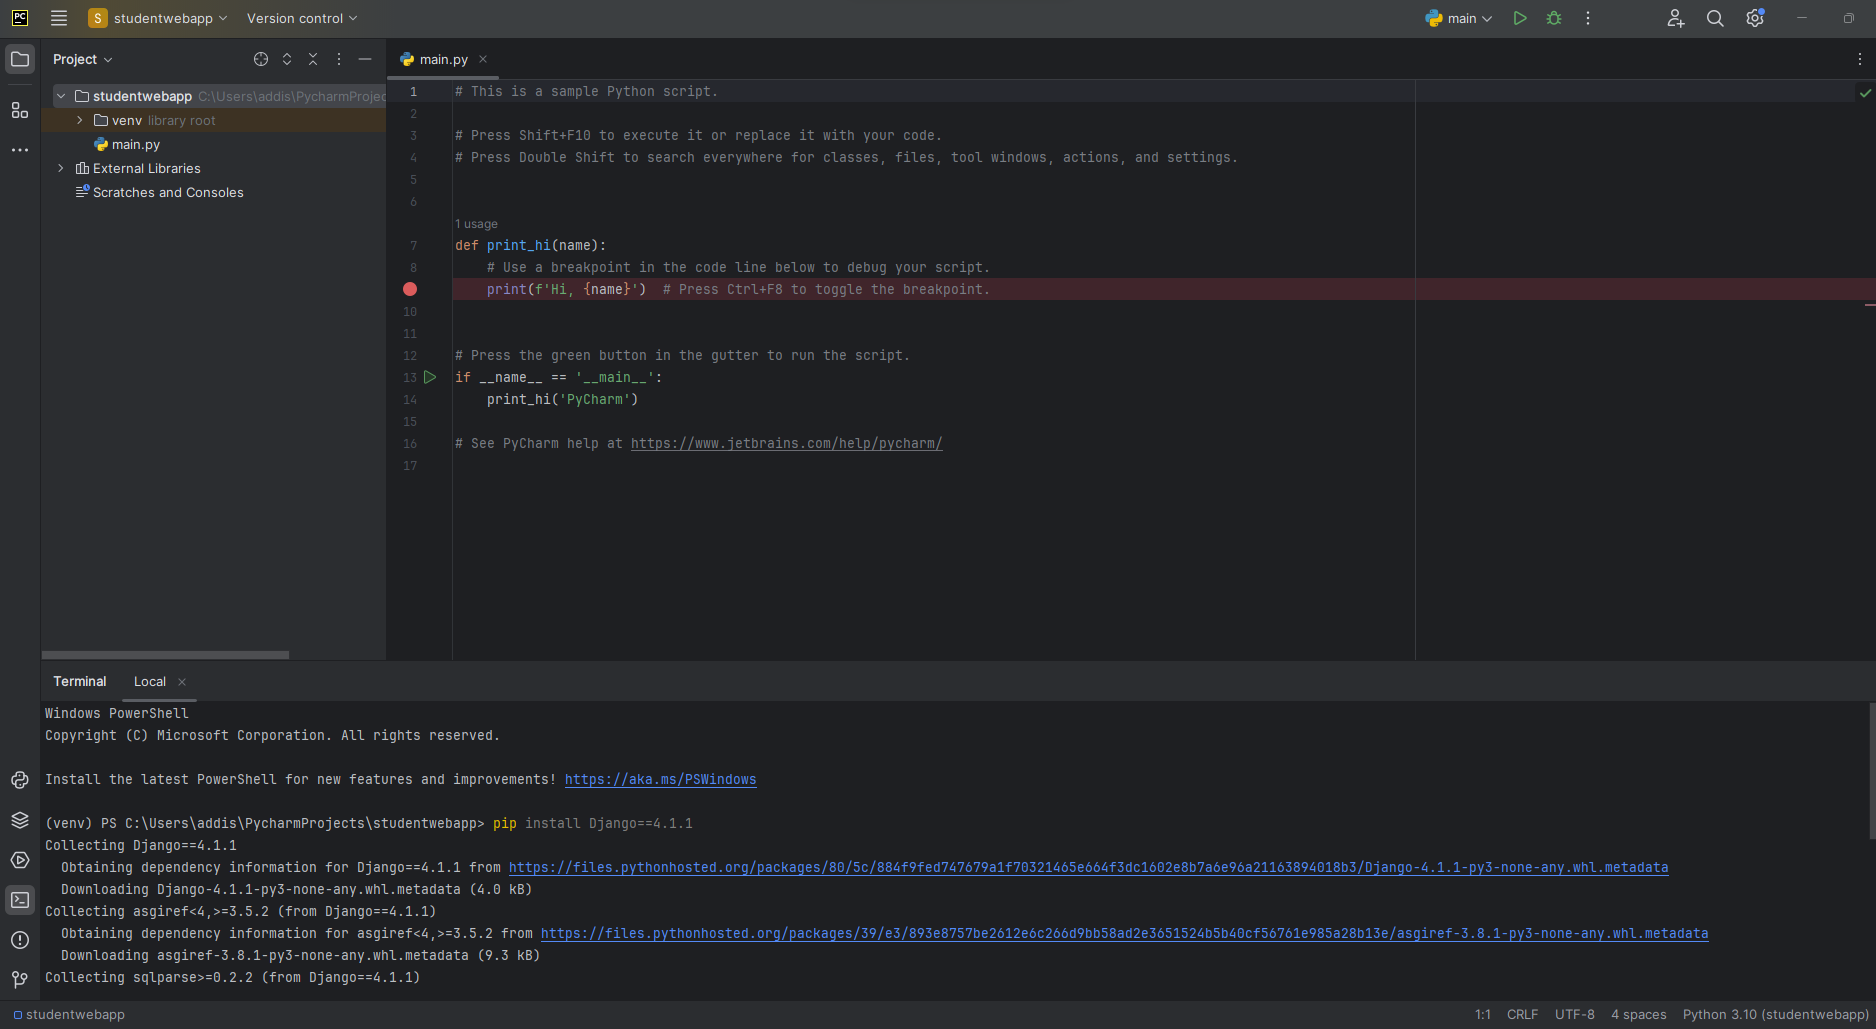 PC
S studentwebapp Version control main
Project
main.py
studentwebapp C:\Users\addis\PycharmProjec
venv library root
main.py
External Libraries
Scratches and Consoles
1 # This is a sample Python script.
2
3 # Press Shift+F10 to execute it or replace it with your code.
4 # Press Double Shift to search everywhere for classes, files, tool windows, actions, and settings.
5
6
1 usage
7 def print_hi(name):
8 # Use a breakpoint in the code line below to debug your script.
print(f'Hi, {name}') # Press Ctrl+F8 to toggle the breakpoint.
10
11
12 # Press the green button in the gutter to run the script.
13 if __name__ == '__main__':
14 print_hi('PyCharm')
15
16 # See PyCharm help at https://www.jetbrains.com/help/pycharm/
17
Terminal Local
Windows PowerShell
Copyright (C) Microsoft Corporation. All rights reserved.
Install the latest PowerShell for new features and improvements! https://aka.ms/PSWindows
(venv) PS C:\Users\addis\PycharmProjects\studentwebapp> pip install Django==4.1.1
Collecting Django==4.1.1
Obtaining dependency information for Django==4.1.1 from https://files.pythonhosted.org/packages/80/5c/884f9fed747679a1f70321465e664f3dc1602e8b7a6e96a21163894018b3/Django-4.1.1-py3-none-any.whl.metadata
Downloading Django-4.1.1-py3-none-any.whl.metadata (4.0 kB)
Collecting asgiref<4,>=3.5.2 (from Django==4.1.1)
Obtaining dependency information for asgiref<4,>=3.5.2 from https://files.pythonhosted.org/packages/39/e3/893e8757be2612e6c266d9bb58ad2e3651524b5b40cf56761e985a28b13e/asgiref-3.8.1-py3-none-any.whl.metadata
Downloading asgiref-3.8.1-py3-none-any.whl.metadata (9.3 kB)
Collecting sqlparse>=0.2.2 (from Django==4.1.1)
studentwebapp 1:1 CRLF UTF-8 4 spaces Python 3.10 (studentwebapp)